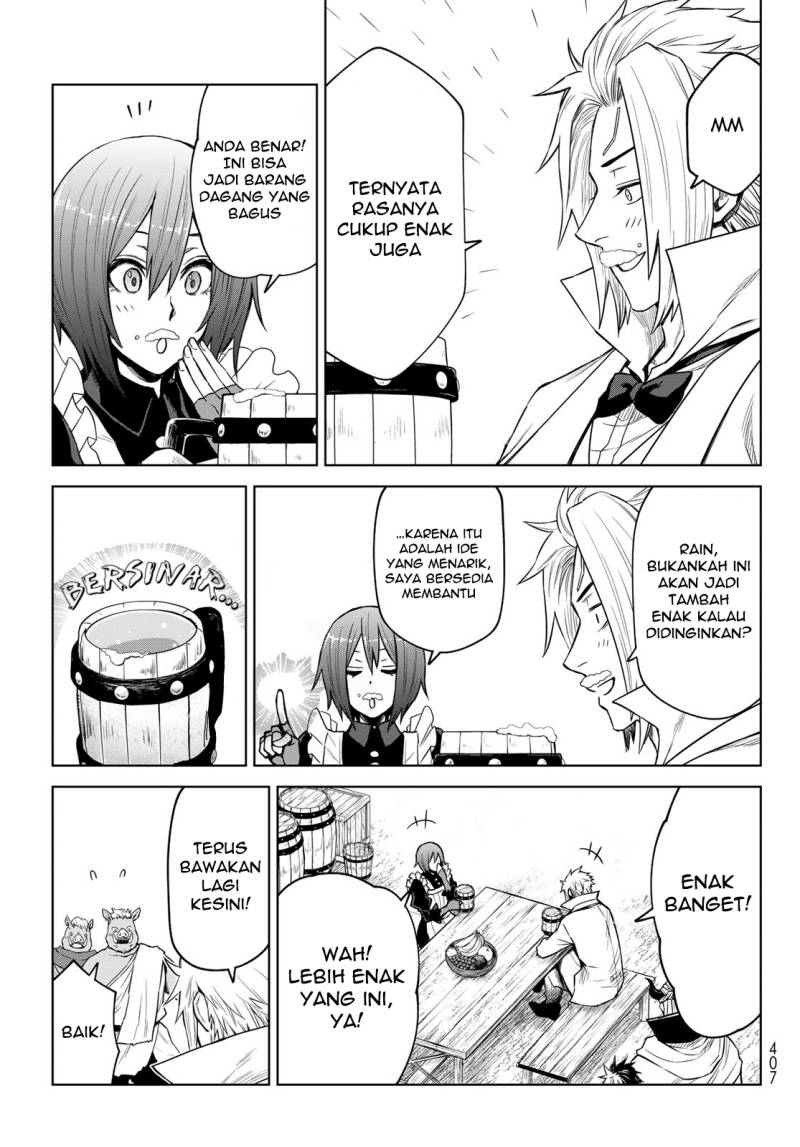 MM
TERNYATA
RASANYA
CUKUP ENAK
JUGA
ANDA BENAR!
INI BISA
JADI BARANG
DAGANG YANG
BAGUS
RAIN,
BUKANKAH INI
AKAN JADI
TAMBAH
ENAK KALAU
DIDINGINKAN?
...KARENA ITU
ADALAH IDE
YANG MENARIK,
SAYA BERSEDIA
MEMBANTU
BERSINAR...
ENAK
BANGET!
WAH!
LEBIH ENAK
YANG INI,
YA!
TERUS
BAWAKAN
LAGI
KESINI!
BAIK!
407